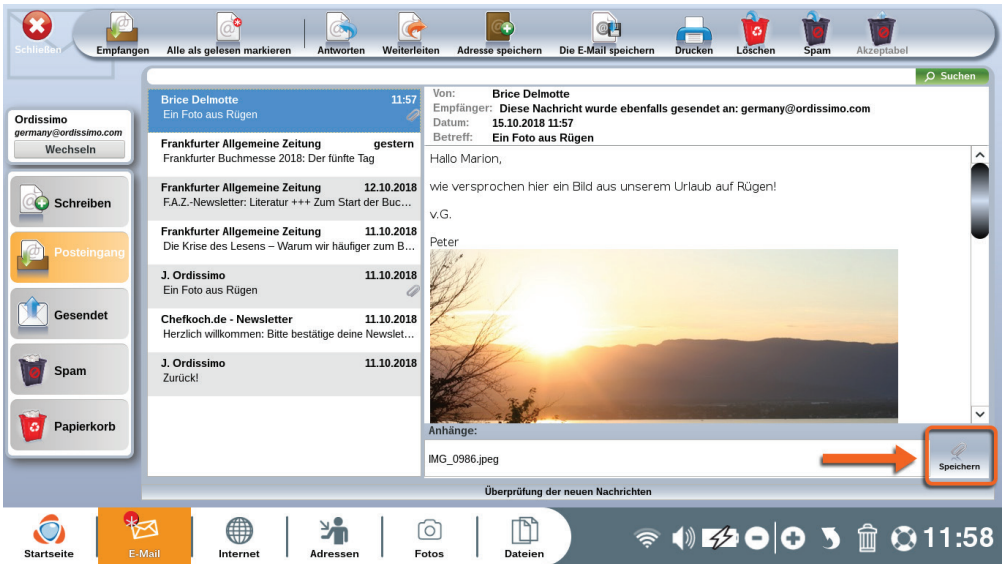 Schließen
Empfangen
Alle als gelesen markieren
Antworten
Weiterleiten
Adresse speichern
Die E-Mail speichern
Drucken
Löschen
Spam
Akzeptabel
Suchen
Ordissimo
germany@ordissimo.com
Wechseln
Schreiben
Posteingang
Gesendet
Spam
Papierkorb
Brice Delmotte 11:57
Ein Foto aus Rügen
Frankfurter Allgemeine Zeitung gestern
Frankfurter Buchmesse 2018: Der fünfte Tag
Frankfurter Allgemeine Zeitung 12.10.2018
F.A.Z.-Newsletter: Literatur +++ Zum Start der Buc...
Frankfurter Allgemeine Zeitung 11.10.2018
Die Krise des Lesens – Warum wir häufiger zum B...
J. Ordissimo 11.10.2018
Ein Foto aus Rügen
Chefkoch.de - Newsletter 11.10.2018
Herzlich willkommen: Bitte bestätige deine Newslet...
J. Ordissimo 11.10.2018
Zurück!
Von: Brice Delmotte
Empfänger: Diese Nachricht wurde ebenfalls gesendet an: germany@ordissimo.com
Datum: 15.10.2018 11:57
Betreff: Ein Foto aus Rügen
Hallo Marion,
wie versprochen hier ein Bild aus unserem Urlaub auf Rügen!
v.G.
Peter
Anhänge:
IMG_0986.jpeg
Speichern
Überprüfung der neuen Nachrichten
Startseite
E-Mail
Internet
Adressen
Fotos
Dateien
11:58